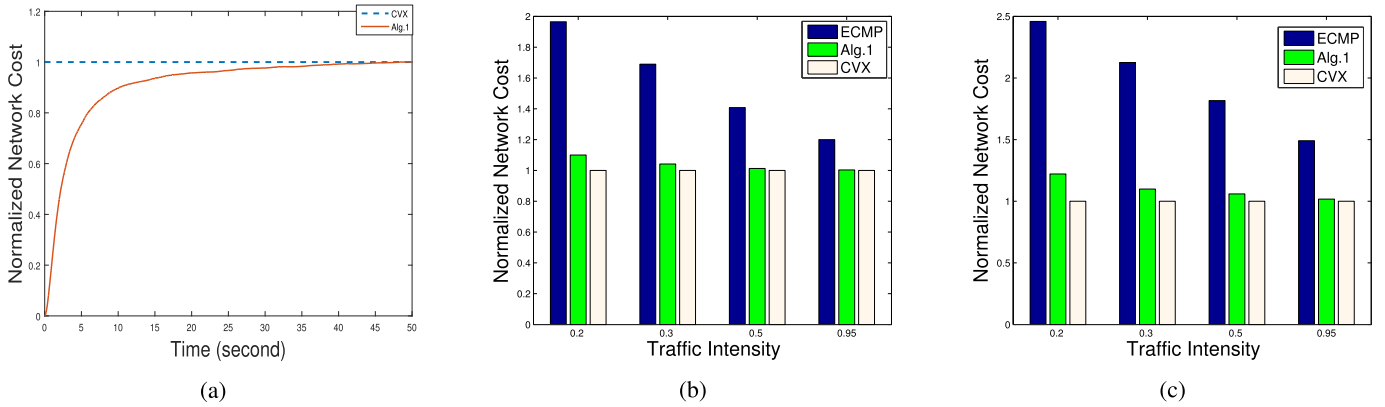 1.2
1
0.8
0.6
0.4
0.2
0
Normalized Network Cost
CVX
Alg.1
0 5 10 15 20 25 30 35 40 45 50
Time (second)
(a)
2
1.8
1.6
1.4
1.2
1
0.8
0.6
0.4
0.2
0
Normalized Network Cost
ECMP
Alg.1
CVX
0.2 0.3 0.5 0.95
Traffic Intensity
(b)
2.5
2
1.5
1
0.5
0
Normalized Network Cost
ECMP
Alg.1
CVX
0.2 0.3 0.5 0.95
Traffic Intensity
(c)